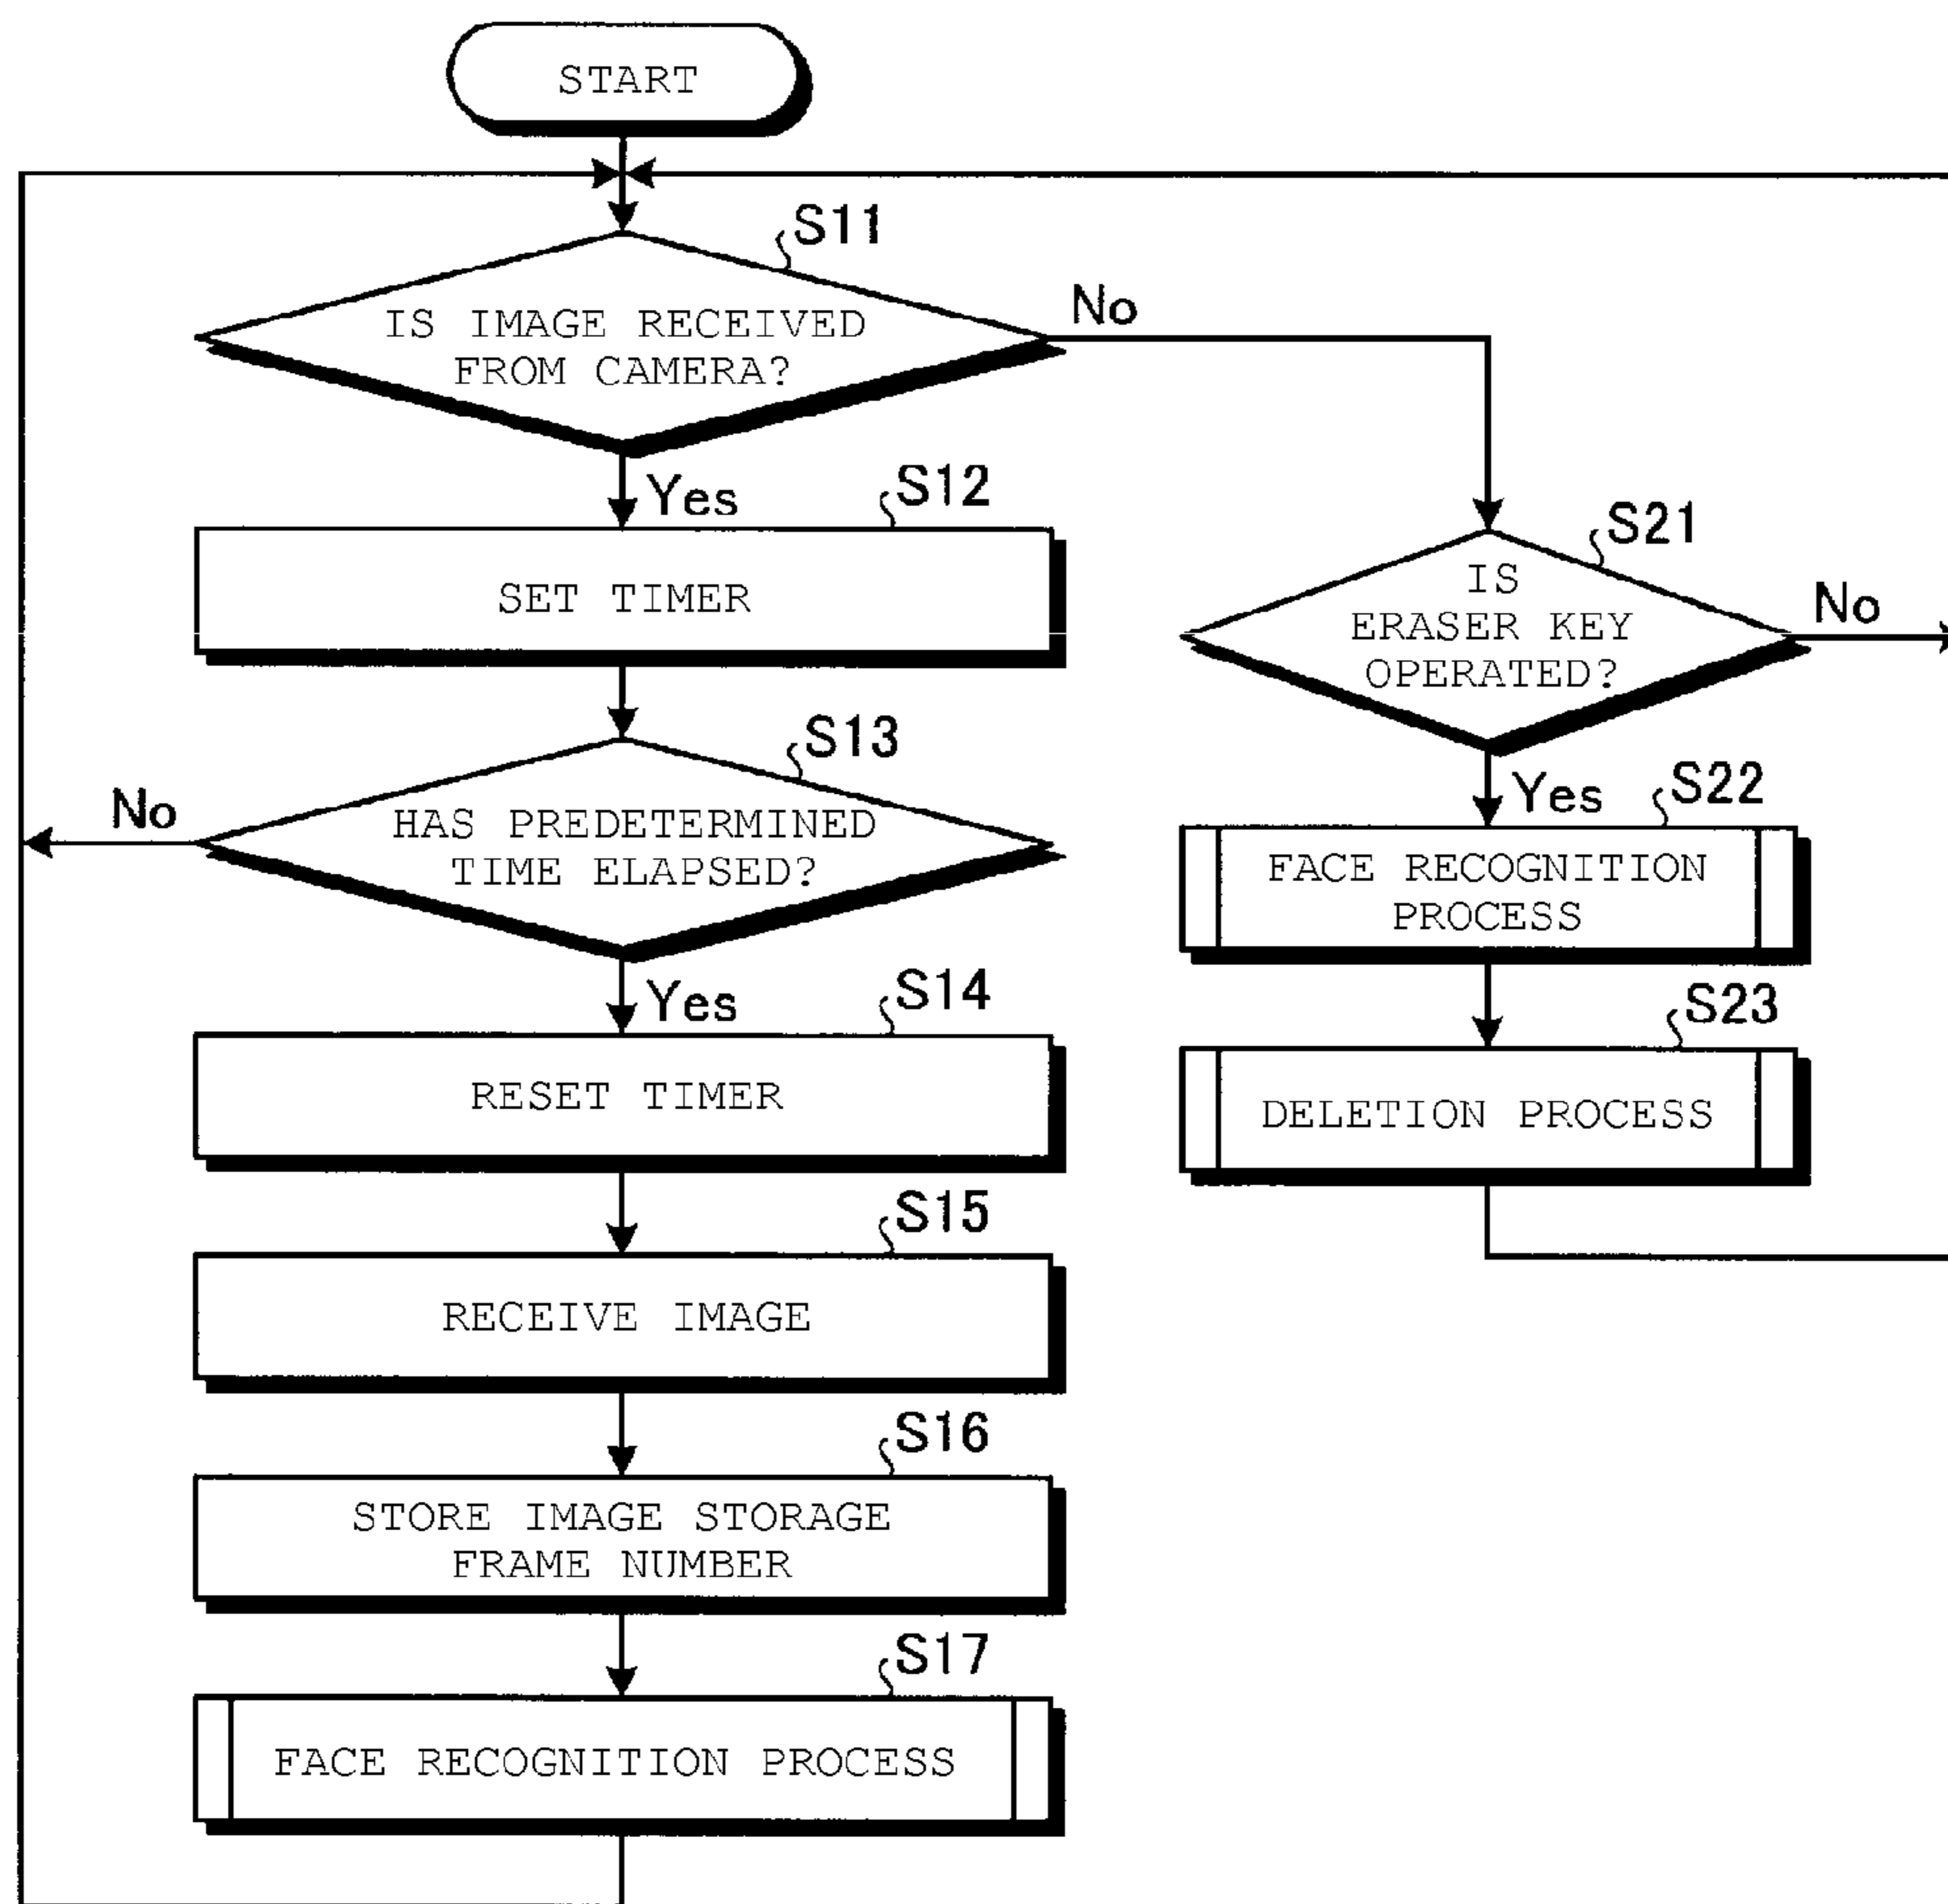 START
S11
IS IMAGE RECEIVED
FROM CAMERA?
No
Yes
S12
SET TIMER
S13
HAS PREDETERMINED
TIME ELAPSED?
No
Yes
S14
RESET TIMER
S15
RECEIVE IMAGE
S16
STORE IMAGE STORAGE
FRAME NUMBER
S17
FACE RECOGNITION PROCESS
S21
IS
ERASER KEY
OPERATED?
No
Yes
S22
FACE RECOGNITION
PROCESS
S23
DELETION PROCESS